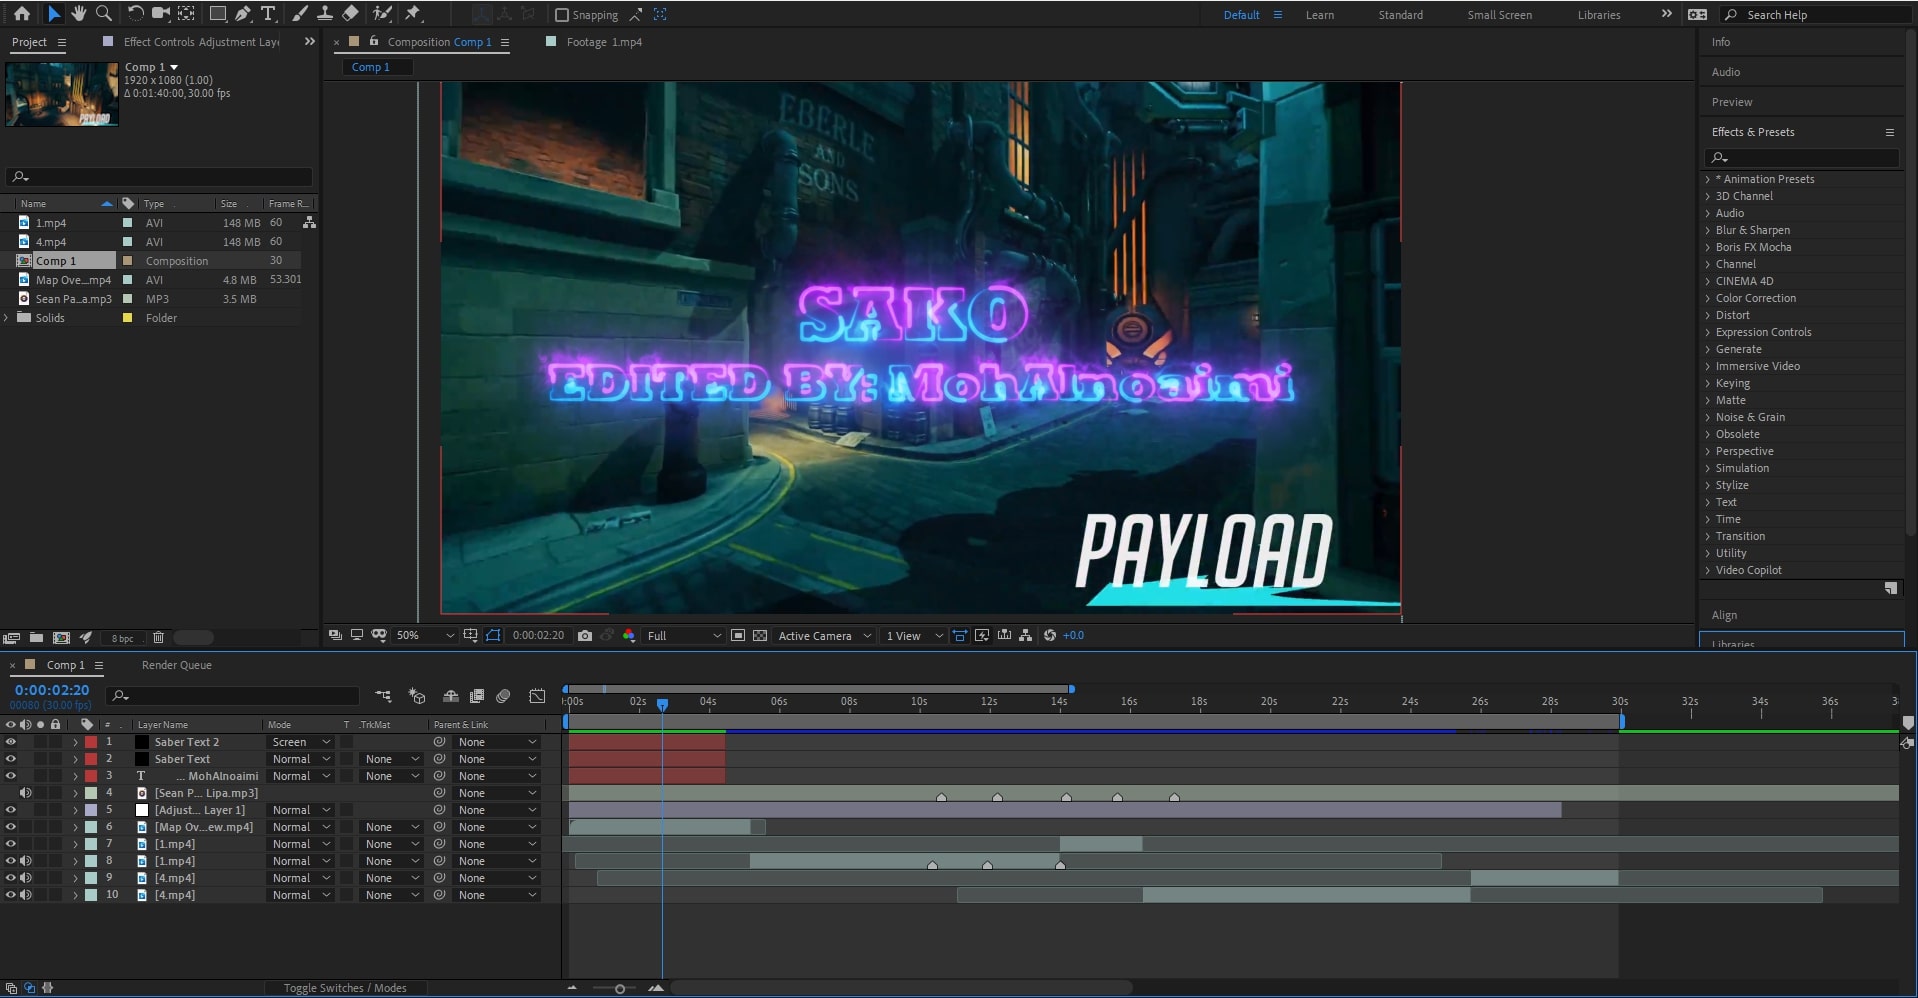 Snapping
Default
Learn
Standard
Small Screen
Libraries
Search Help
Project
Effect Controls Adjustment Laye
Composition Comp 1
Footage 1.mp4
Comp 1
Comp 1
1920 x 1080 (1.00)
Δ 0:01:40:00, 30.00 fps
Name
Type
Size
Frame R...
1.mp4 AVI 148 MB 60
4.mp4 AVI 148 MB 60
Comp 1 Composition 30
Map Ove...mp4 AVI 4.8 MB 53.301
Sean Pa...a.mp3 MP3 3.5 MB
Solids Folder
8 bpc
EBERLE
AND
SONS
SAKO
EDITED BY: MohAlnoaimi
PAYLOAD
50%
0:00:02:20
Full
Active Camera
1 View
+0.0
Info
Audio
Preview
Effects & Presets
* Animation Presets
3D Channel
Audio
Blur & Sharpen
Boris FX Mocha
Channel
CINEMA 4D
Color Correction
Distort
Expression Controls
Generate
Immersive Video
Keying
Matte
Noise & Grain
Obsolete
Perspective
Simulation
Stylize
Text
Time
Transition
Utility
Video Copilot
Align
Libraries
Comp 1
Render Queue
0:00:02:20
00080 (30.00 fps)
:00s 02s 04s 06s 08s 10s 12s 14s 16s 18s 20s 22s 24s 26s 28s 30s 32s 34s 36s 3
# Layer Name Mode T .TrkMat Parent & Link
1 Saber Text 2 Screen None
2 Saber Text Normal None None
3 T ... MohAlnoaimi Normal None None
4 [Sean P... Lipa.mp3] None
5 [Adjust... Layer 1] Normal None
6 [Map Ov...ew.mp4] Normal None None
7 [1.mp4] Normal None None
8 [1.mp4] Normal None None
9 [4.mp4] Normal None None
10 [4.mp4] Normal None None
Toggle Switches / Modes